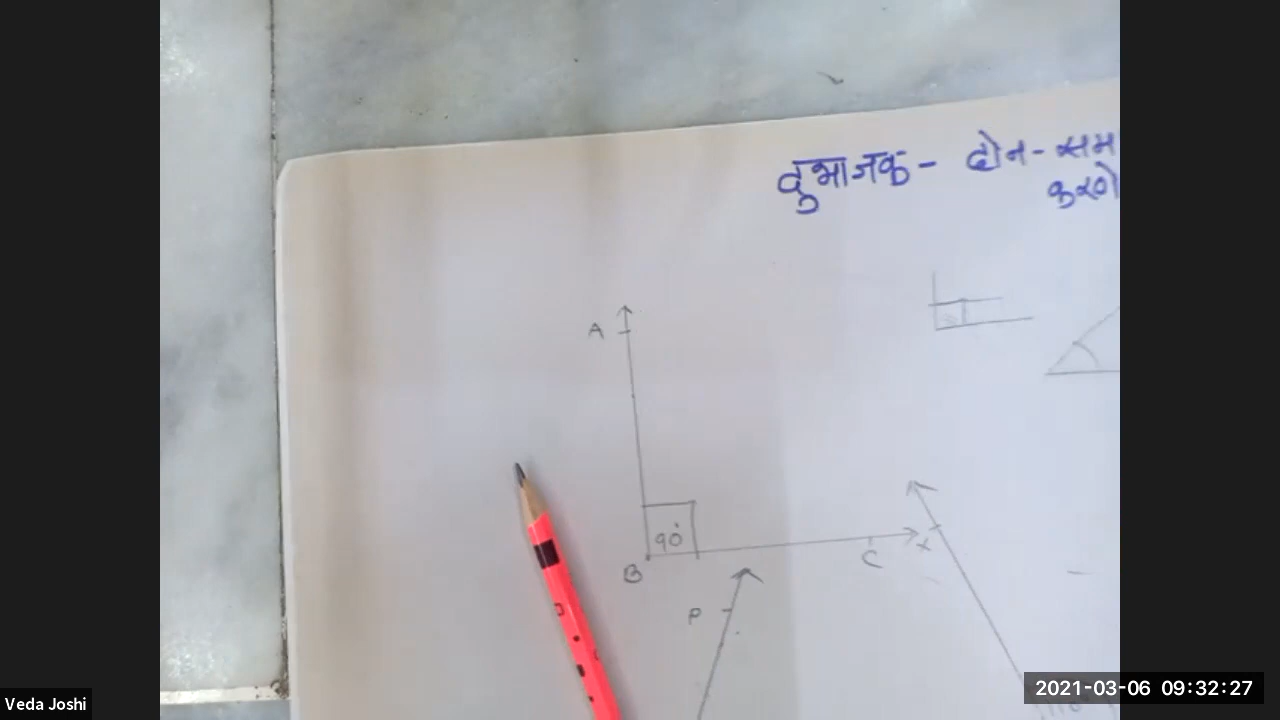 दुभाजक - दोन - सम
करणे
A
90°
B
C
X
P
Veda Joshi
2021-03-06 09:32:27